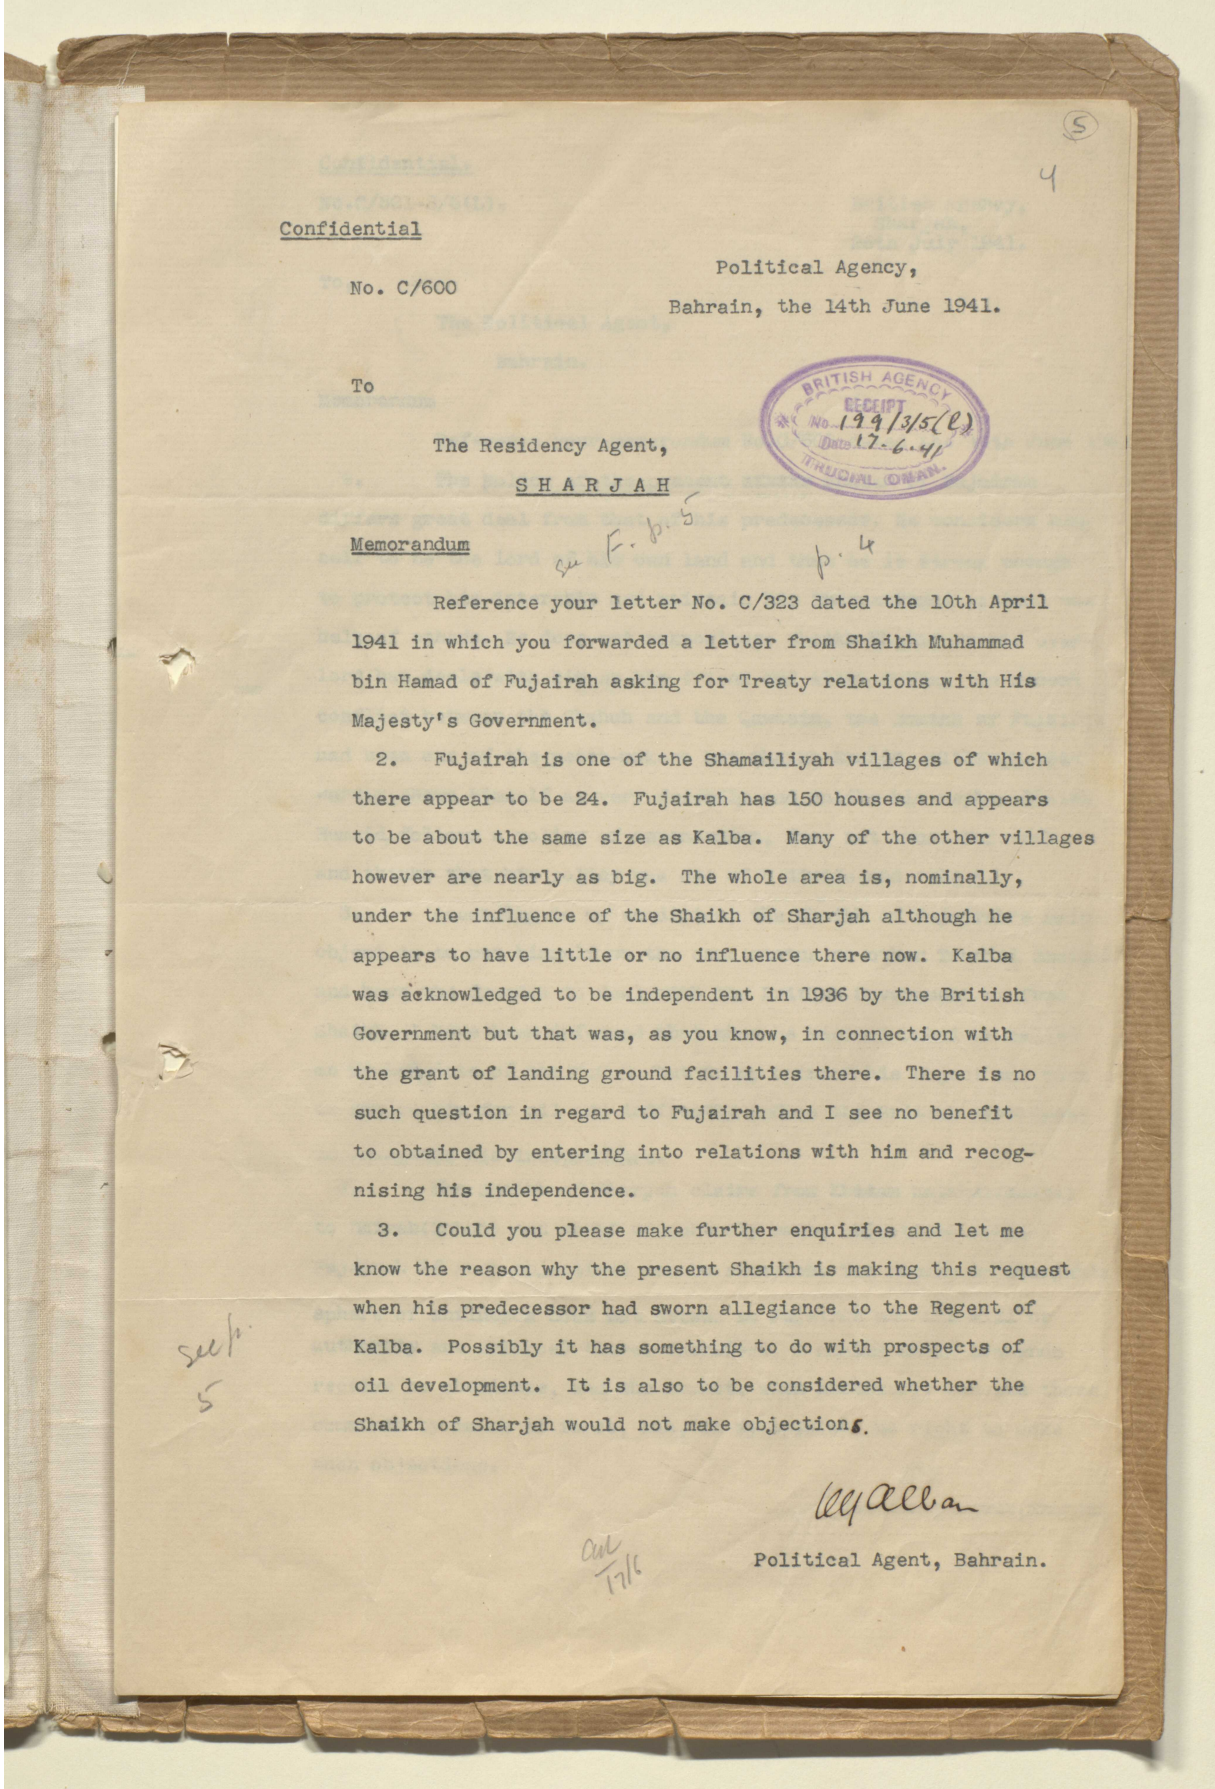 5
4
Confidential
Political Agency,
No. C/600
Bahrain, the 14th June 1941.
To
BRITISH AGENCY
RECEIPT
No. 199/3/5(2)
Date 17.6.41
TRUCIAL OMAN.
The Residency Agent,
SHARJAH
Memorandum
see F. p. 5
p. 4
Reference your letter No. C/323 dated the 10th April
1941 in which you forwarded a letter from Shaikh Muhammad
bin Hamad of Fujairah asking for Treaty relations with His
Majesty's Government.
2. Fujairah is one of the Shamailiyah villages of which
there appear to be 24. Fujairah has 150 houses and appears
to be about the same size as Kalba. Many of the other villages
however are nearly as big. The whole area is, nominally,
under the influence of the Shaikh of Sharjah although he
appears to have little or no influence there now. Kalba
was acknowledged to be independent in 1936 by the British
Government but that was, as you know, in connection with
the grant of landing ground facilities there. There is no
such question in regard to Fujairah and I see no benefit
to obtained by entering into relations with him and recog-
nising his independence.
3. Could you please make further enquiries and let me
know the reason why the present Shaikh is making this request
when his predecessor had sworn allegiance to the Regent of
Kalba. Possibly it has something to do with prospects of
oil development. It is also to be considered whether the
Shaikh of Sharjah would not make objections.
see p.
5
Alban
17/6
Political Agent, Bahrain.